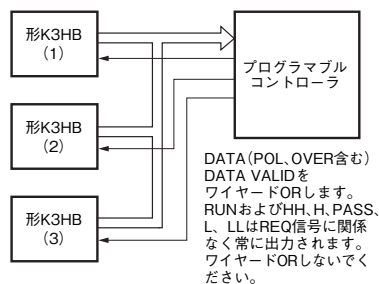 形K3HB
(1)
形K3HB
(2)
形K3HB
(3)
プログラマブル
コントローラ
DATA(POL、OVER含む)
DATA VALIDを
ワイヤードORします。
RUNおよびHH、H、PASS、
L、LLはREQ信号に関係
なく常に出力されます。
ワイヤードORしないでく
ださい。